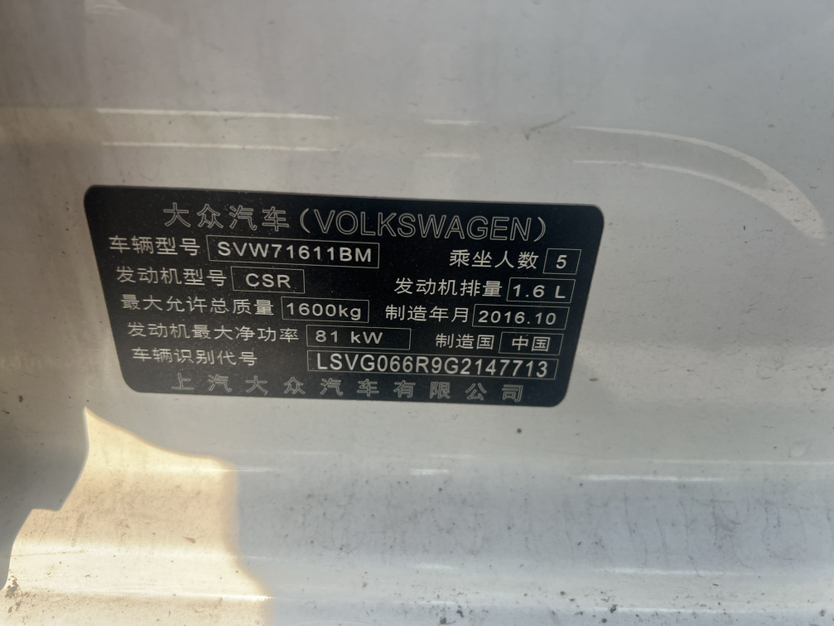 大众汽车(VOLKSWAGEN)
车辆型号 SVW71611BM 乘坐人数 5
发动机型号 CSR 发动机排量 1.6 L
最大允许总质量 1600kg 制造年月 2016.10
发动机最大净功率 81 kW 制造国 中国
车辆识别代号 LSVG066R9G2147713
上汽大众汽车有限公司